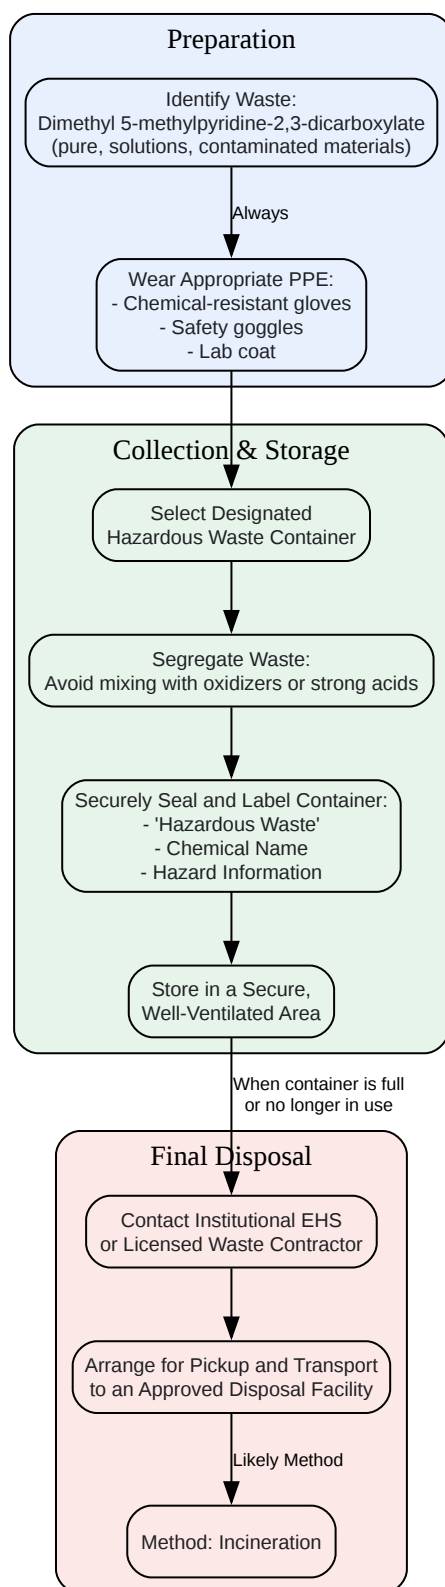 Preparation
Identify Waste:
Dimethyl 5-methylpyridine-2,3-dicarboxylate
(pure, solutions, contaminated materials)
Always
Wear Appropriate PPE:
- Chemical-resistant gloves
- Safety goggles
- Lab coat
Collection & Storage
Select Designated
Hazardous Waste Container
Segregate Waste:
Avoid mixing with oxidizers or strong acids
Securely Seal and Label Container:
- 'Hazardous Waste'
- Chemical Name
- Hazard Information
Store in a Secure,
Well-Ventilated Area
When container is full
or no longer in use
Final Disposal
Contact Institutional EHS
or Licensed Waste Contractor
Arrange for Pickup and Transport
to an Approved Disposal Facility
Likely Method
Method: Incineration